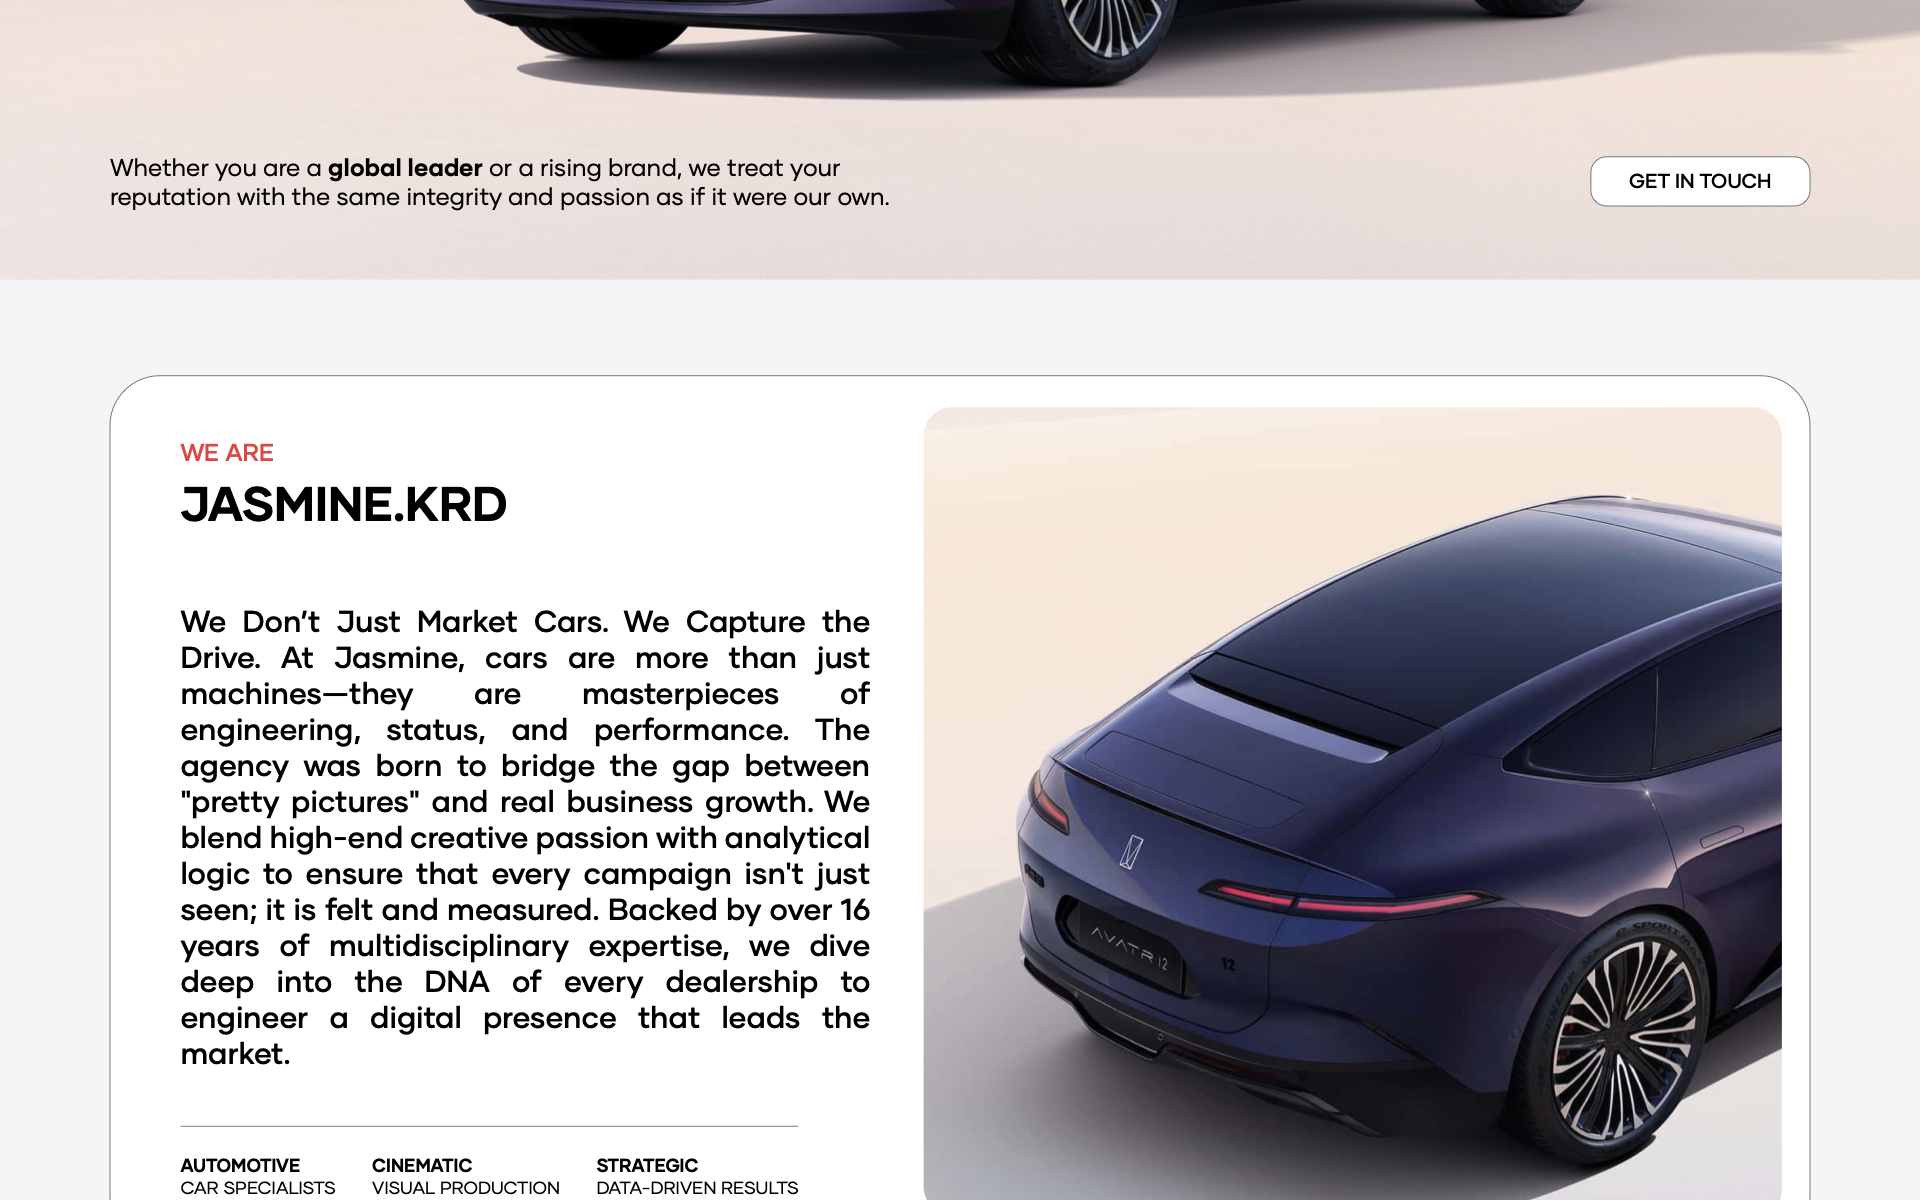 Whether you are a global leader or a rising brand, we treat your
reputation with the same integrity and passion as if it were our own.
GET IN TOUCH
WE ARE
JASMINE.KRD
We Don’t Just Market Cars. We Capture the
Drive. At Jasmine, cars are more than just
machines—they are masterpieces of
engineering, status, and performance. The
agency was born to bridge the gap between
"pretty pictures" and real business growth. We
blend high-end creative passion with analytical
logic to ensure that every campaign isn't just
seen; it is felt and measured. Backed by over 16
years of multidisciplinary expertise, we dive
deep into the DNA of every dealership to
engineer a digital presence that leads the
market.
AUTOMOTIVE
CAR SPECIALISTS
CINEMATIC
VISUAL PRODUCTION
STRATEGIC
DATA-DRIVEN RESULTS
AVATR 12
12